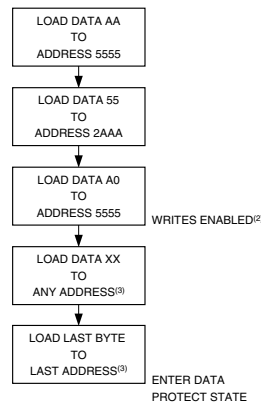 LOAD DATA AA
TO
ADDRESS 5555
LOAD DATA 55
TO
ADDRESS 2AAA
LOAD DATA A0
TO
ADDRESS 5555
WRITES ENABLED(2
LOAD DATA XX
TO
ANY ADDRESS(3)
LOAD LAST BYTE
TO
LAST ADDRESS(3)
ENTER DATA
PROTECT STATE